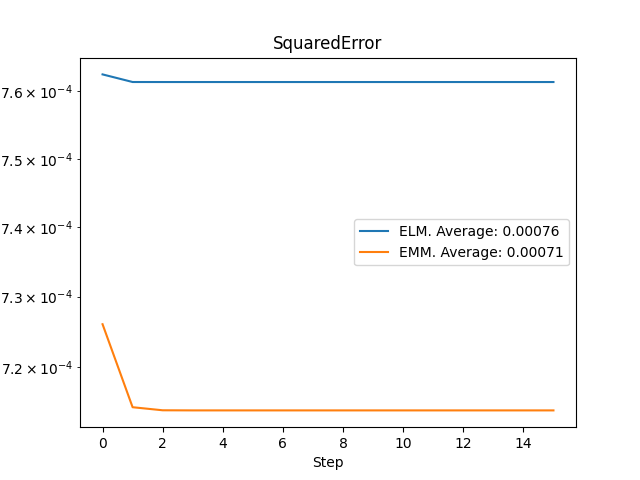 SquaredError
7.6 × 10⁻⁴
7.5 × 10⁻⁴
7.4 × 10⁻⁴
7.3 × 10⁻⁴
7.2 × 10⁻⁴
ELM. Average: 0.00076
EMM. Average: 0.00071
0 2 4 6 8 10 12 14
Step